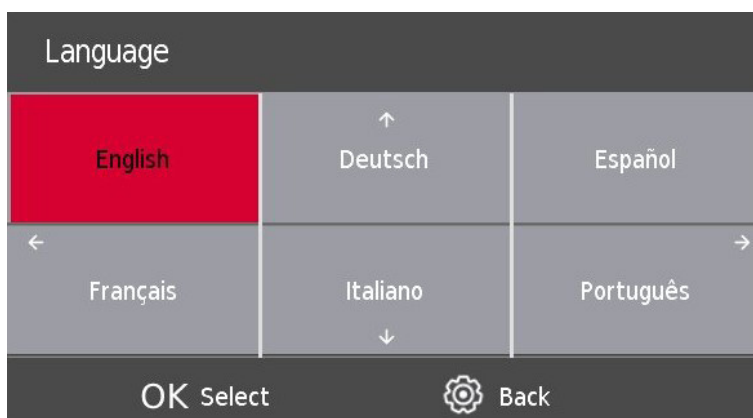 Language
English
Deutsch
Español
Français
Italiano
Português
OK Select
Back